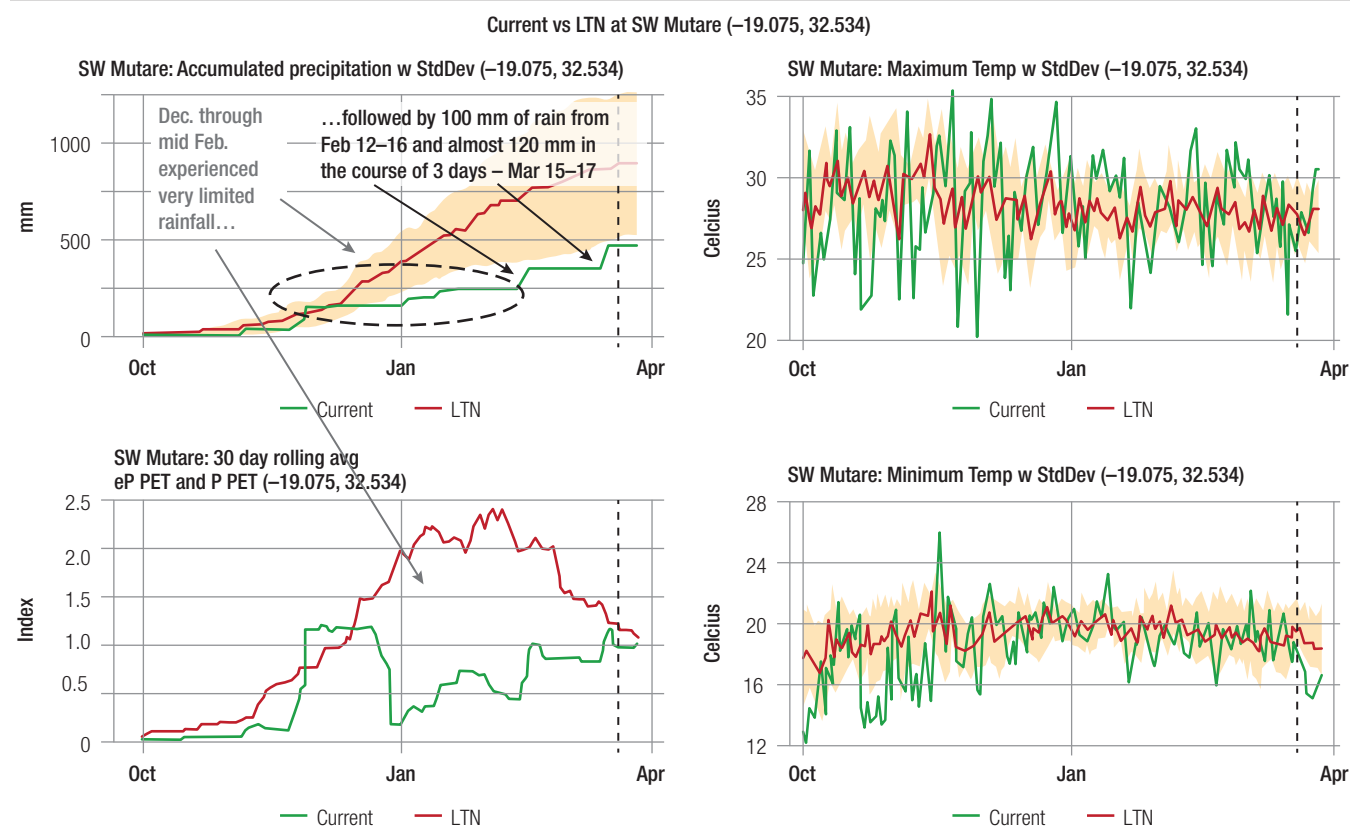 Current vs LTN at SW Mutare (–19.075, 32.534)
SW Mutare: Accumulated precipitation w StdDev (–19.075, 32.534)
Dec. through
mid Feb.
experienced
very limited
rainfall…
…followed by 100 mm of rain from
Feb 12–16 and almost 120 mm in
the course of 3 days – Mar 15–17
mm
1000
500
0
Oct
Jan
Apr
Current
LTN
SW Mutare: Maximum Temp w StdDev (–19.075, 32.534)
Celcius
35
30
25
20
Oct
Jan
Apr
Current
LTN
SW Mutare: 30 day rolling avg
eP PET and P PET (–19.075, 32.534)
Index
2.5
2.0
1.5
1.0
0.5
0
Oct
Jan
Apr
Current
LTN
SW Mutare: Minimum Temp w StdDev (–19.075, 32.534)
Celcius
28
24
20
16
12
Oct
Jan
Apr
Current
LTN